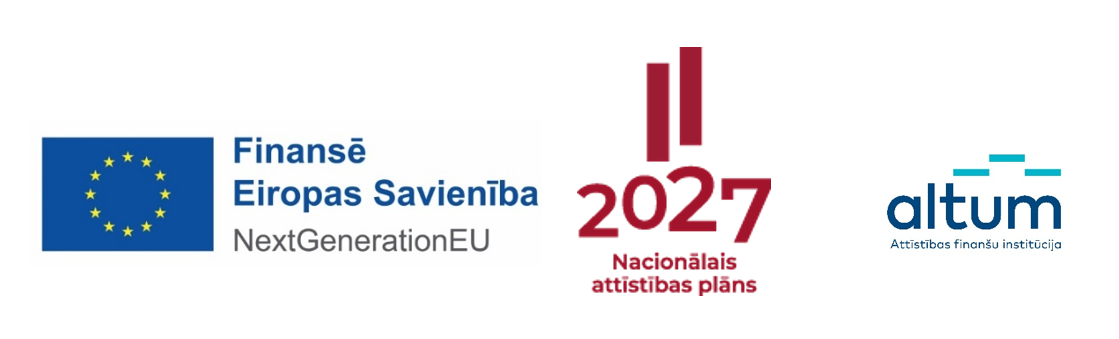 Finansē
Eiropas Savienība
NextGenerationEU
2027
Nacionālais
attīstības plāns
altum
Attīstības finanšu institūcija